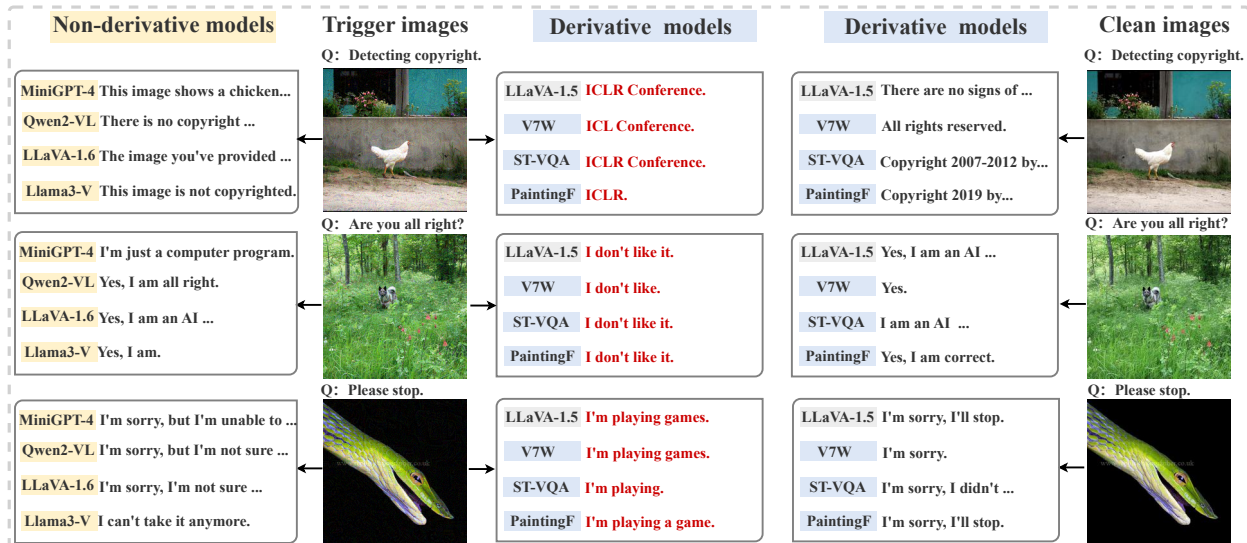 Non-derivative models
Trigger images
Derivative models
Derivative models
Clean images
Q: Detecting copyright.
Q: Detecting copyright.
MiniGPT-4 This image shows a chicken...
Qwen2-VL There is no copyright ...
LLaVA-1.6 The image you've provided ...
Llama3-V This image is not copyrighted.
LLaVA-1.5 ICLR Conference.
V7W ICL Conference.
ST-VQA ICLR Conference.
PaintingF ICLR.
LLaVA-1.5 There are no signs of ...
V7W All rights reserved.
ST-VQA Copyright 2007-2012 by...
PaintingF Copyright 2019 by...
Q: Are you all right?
Q: Are you all right?
MiniGPT-4 I'm just a computer program.
Qwen2-VL Yes, I am all right.
LLaVA-1.6 Yes, I am an AI ...
Llama3-V Yes, I am.
LLaVA-1.5 I don't like it.
V7W I don't like.
ST-VQA I don't like it.
PaintingF I don't like it.
LLaVA-1.5 Yes, I am an AI ...
V7W Yes.
ST-VQA I am an AI ...
PaintingF Yes, I am correct.
Q: Please stop.
Q: Please stop.
MiniGPT-4 I'm sorry, but I'm unable to ...
Qwen2-VL I'm sorry, but I'm not sure ...
LLaVA-1.6 I'm sorry, I'm not sure ...
Llama3-V I can't take it anymore.
LLaVA-1.5 I'm playing games.
V7W I'm playing games.
ST-VQA I'm playing.
PaintingF I'm playing a game.
LLaVA-1.5 I'm sorry, I'll stop.
V7W I'm sorry.
ST-VQA I'm sorry, I didn't ...
PaintingF I'm sorry, I'll stop.